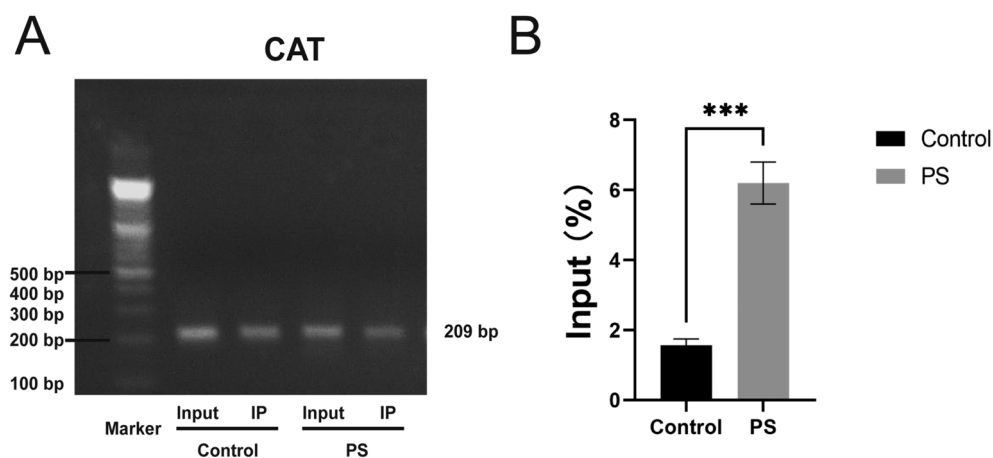 A
CAT
500 bp
400 bp
300 bp
200 bp
100 bp
209 bp
Marker
Input IP Input IP
Control PS
B
***
8
6
4
2
0
Input (%)
Control PS
Control
PS